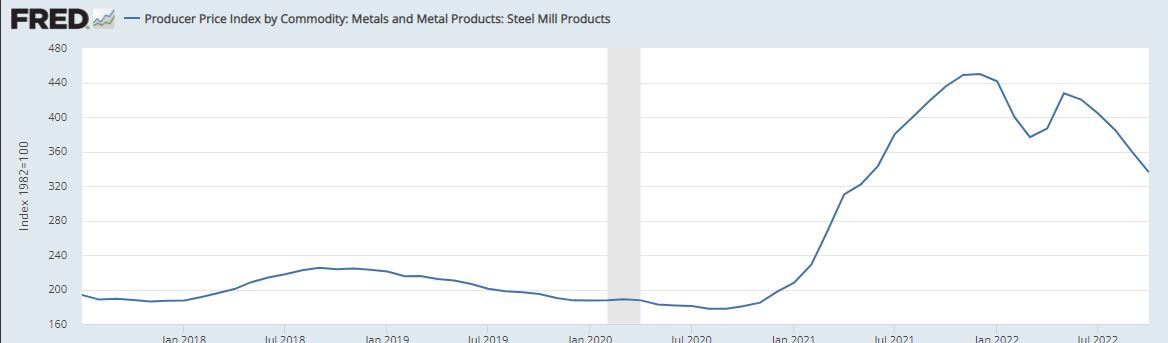 FRED
Producer Price Index by Commodity: Metals and Metal Products: Steel Mill Products
480
440
400
360
320
280
240
200
160
Index 1982=100
Jan 2018
Jul 2018
Jan 2019
Jul 2019
Jan 2020
Jul 2020
Jan 2021
Jul 2021
Jan 2022
Jul 2022